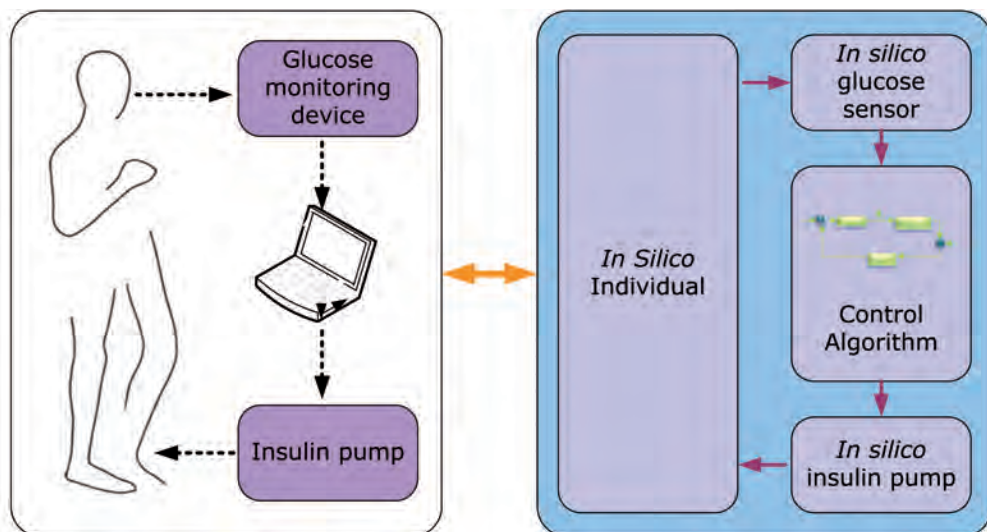 Glucose
monitoring
device
Insulin pump
In Silico
Individual
In silico
glucose
sensor
Control
Algorithm
In silico
insulin pump